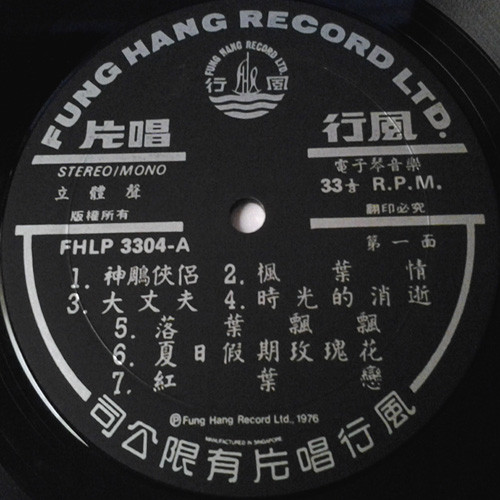 FUNG HANG RECORD LTD.
FUNG HANG RECORD LTD.
行風
片唱 行風
STEREO/MONO 電子琴音樂
立體聲 33⅓ R.P.M.
版權所有 翻印必究
FHLP 3304-A 第一面
1. 神鵰俠侶 2. 楓葉情
3. 大丈夫 4. 時光的消逝
5. 落葉飄飄
6. 夏日假期玫瑰花
7. 紅葉戀
Ⓟ Fung Hang Record Ltd., 1976
MANUFACTURED IN SINGAPORE
司公限有片唱行風